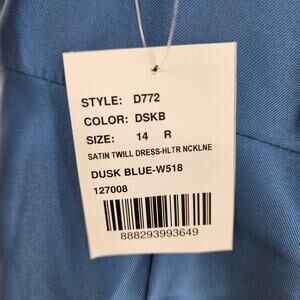 STYLE: D772
COLOR: DSKB
SIZE: 14 R
SATIN TWILL DRESS-HLTR NCKLNE
DUSK BLUE-W518
127008
888293993649